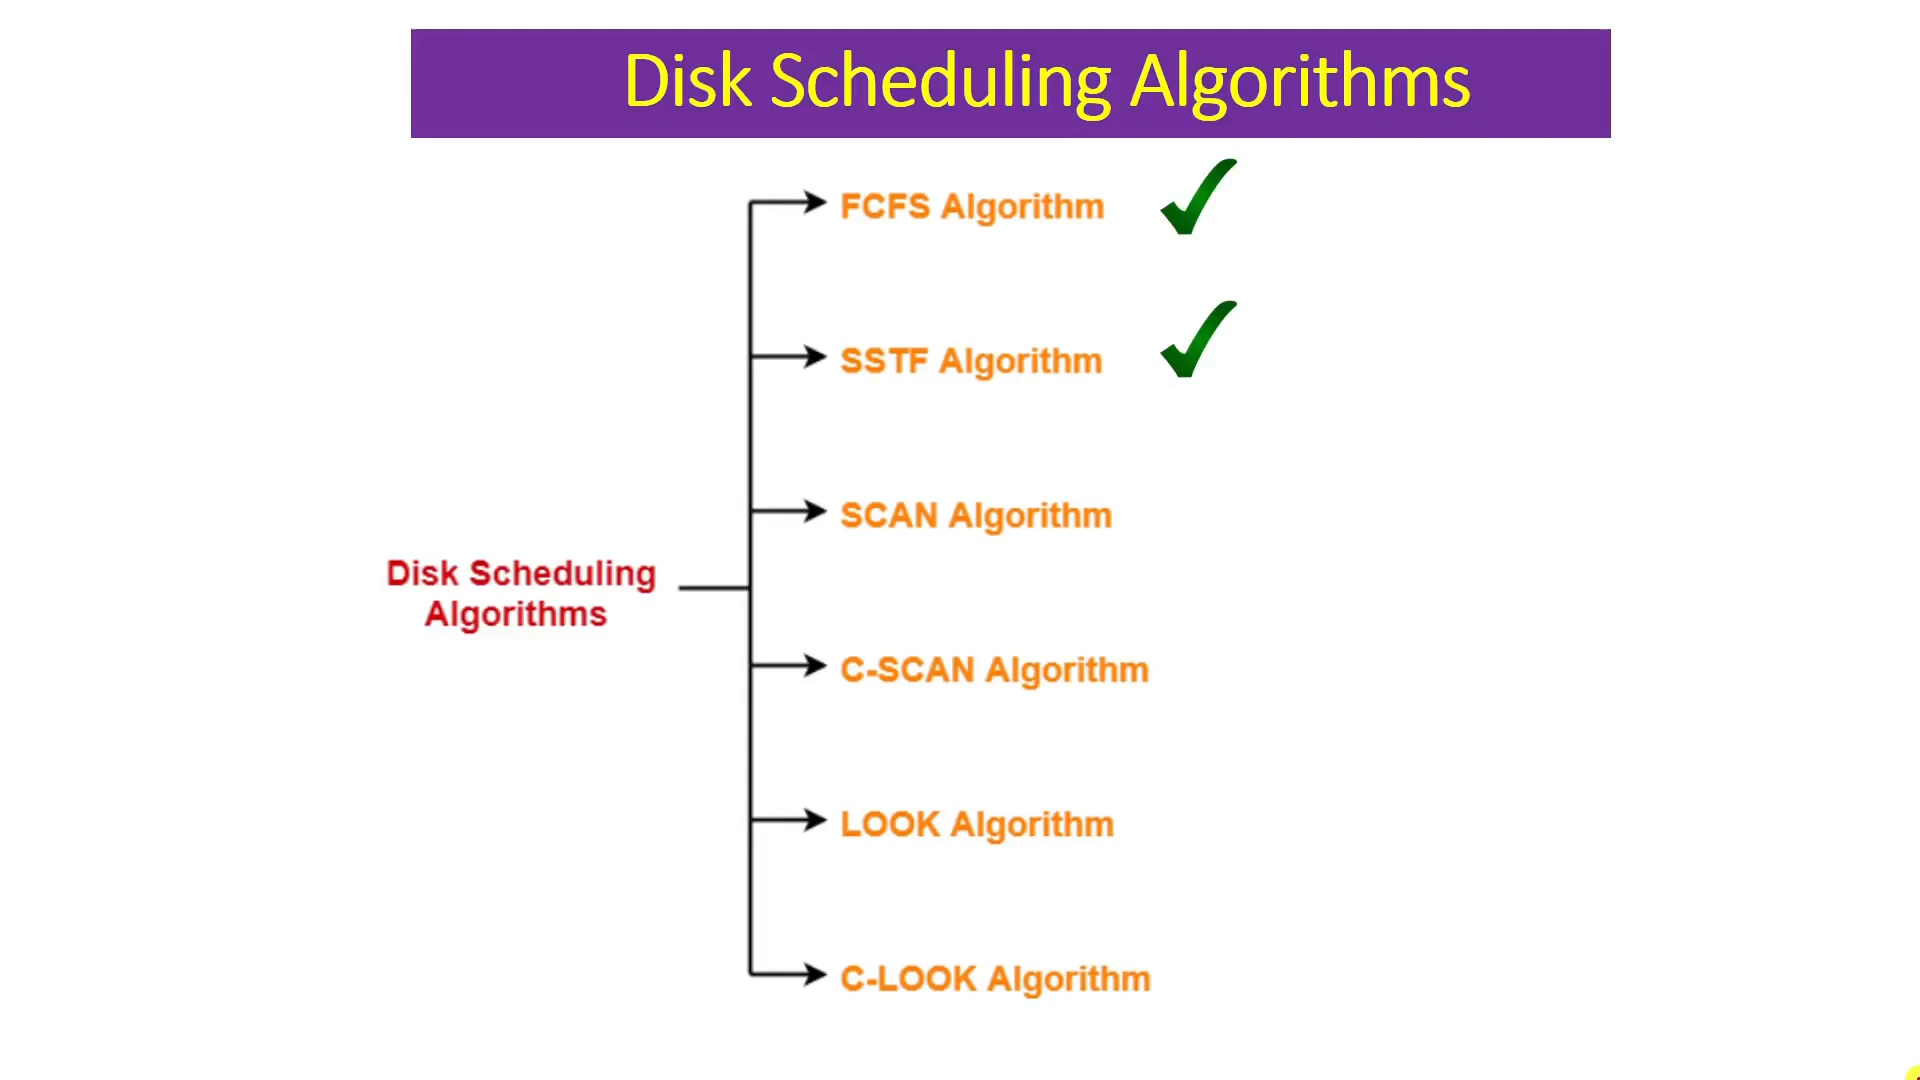 Disk Scheduling Algorithms
FCFS Algorithm
SSTF Algorithm
SCAN Algorithm
Disk Scheduling
Algorithms
C-SCAN Algorithm
LOOK Algorithm
C-LOOK Algorithm